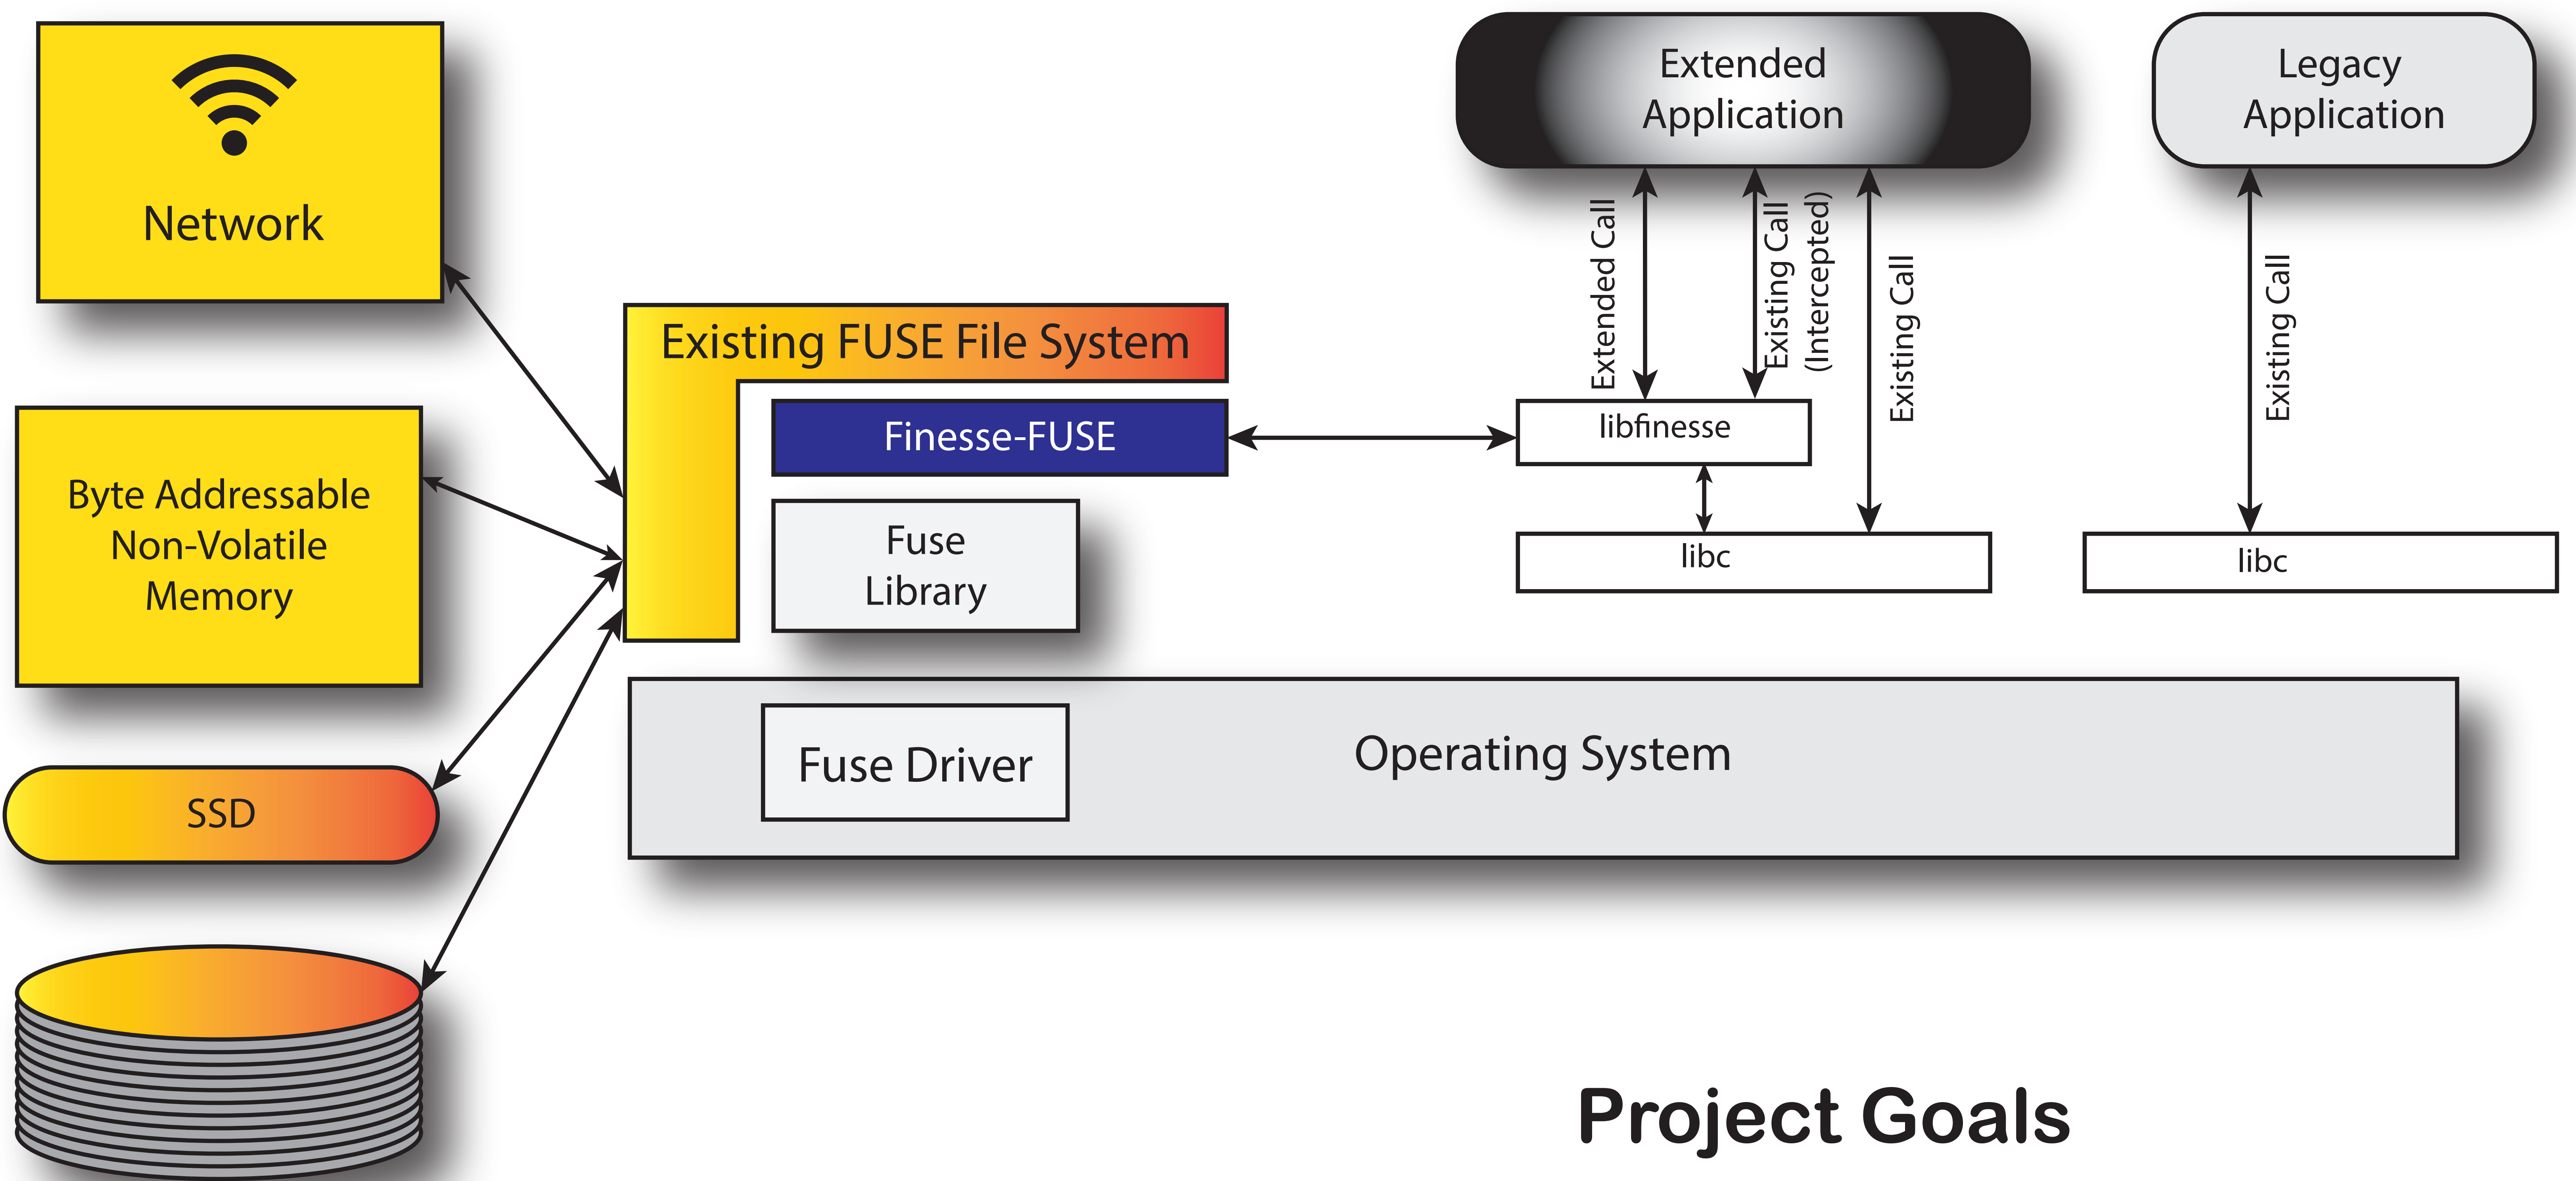 Network
Byte Addressable
Non-Volatile
Memory
SSD
Existing FUSE File System
Finesse-FUSE
Fuse
Library
Fuse Driver
Operating System
Extended
Application
Extended Call
Existing Call
(Intercepted)
Existing Call
libfinesse
libc
Legacy
Application
Existing Call
libc
Project Goals